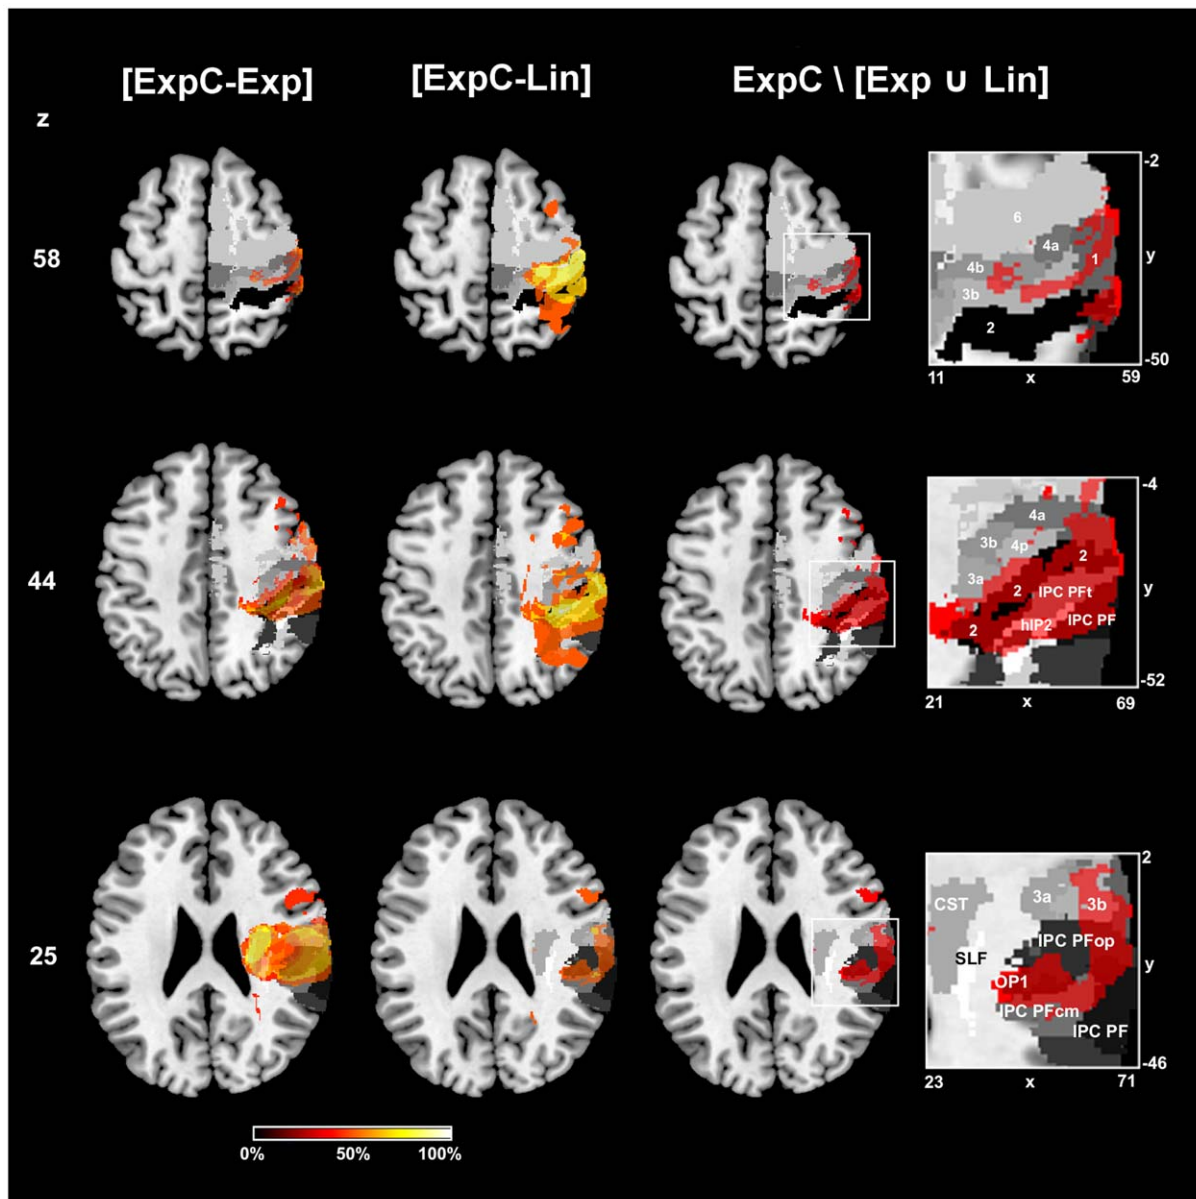 [ExpC-Exp] [ExpC-Lin] ExpC \ [Exp ∪ Lin]
z
58
-2
6
4a
1
y
4b
3b
2
-50
11 x 59
44
-4
4a
3b 4p
2
3a
2 IPC PFt
y
hIP2 IPC PF
2
-52
21 x 69
25
2
3a
CST 3b
IPC PFop
SLF
y
OP1
IPC PFcm
IPC PF
-46
23 x 71
0% 50% 100%